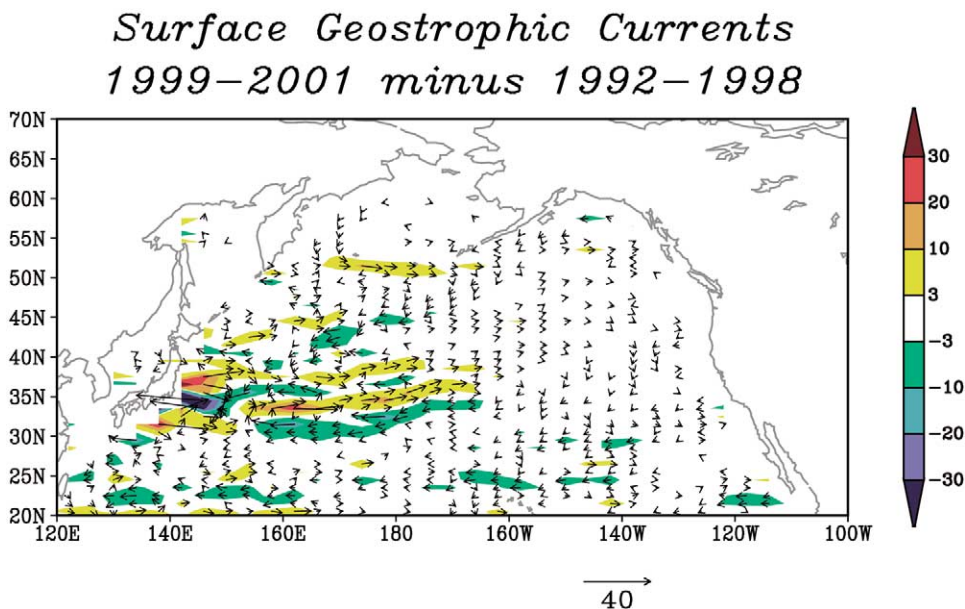 Surface Geostrophic Currents
1999−2001 minus 1992−1998
70N
65N
60N
55N
50N
45N
40N
35N
30N
25N
20N
120E 140E 160E 180 160W 140W 120W 100W
30
20
10
3
−3
−10
−20
−30
40